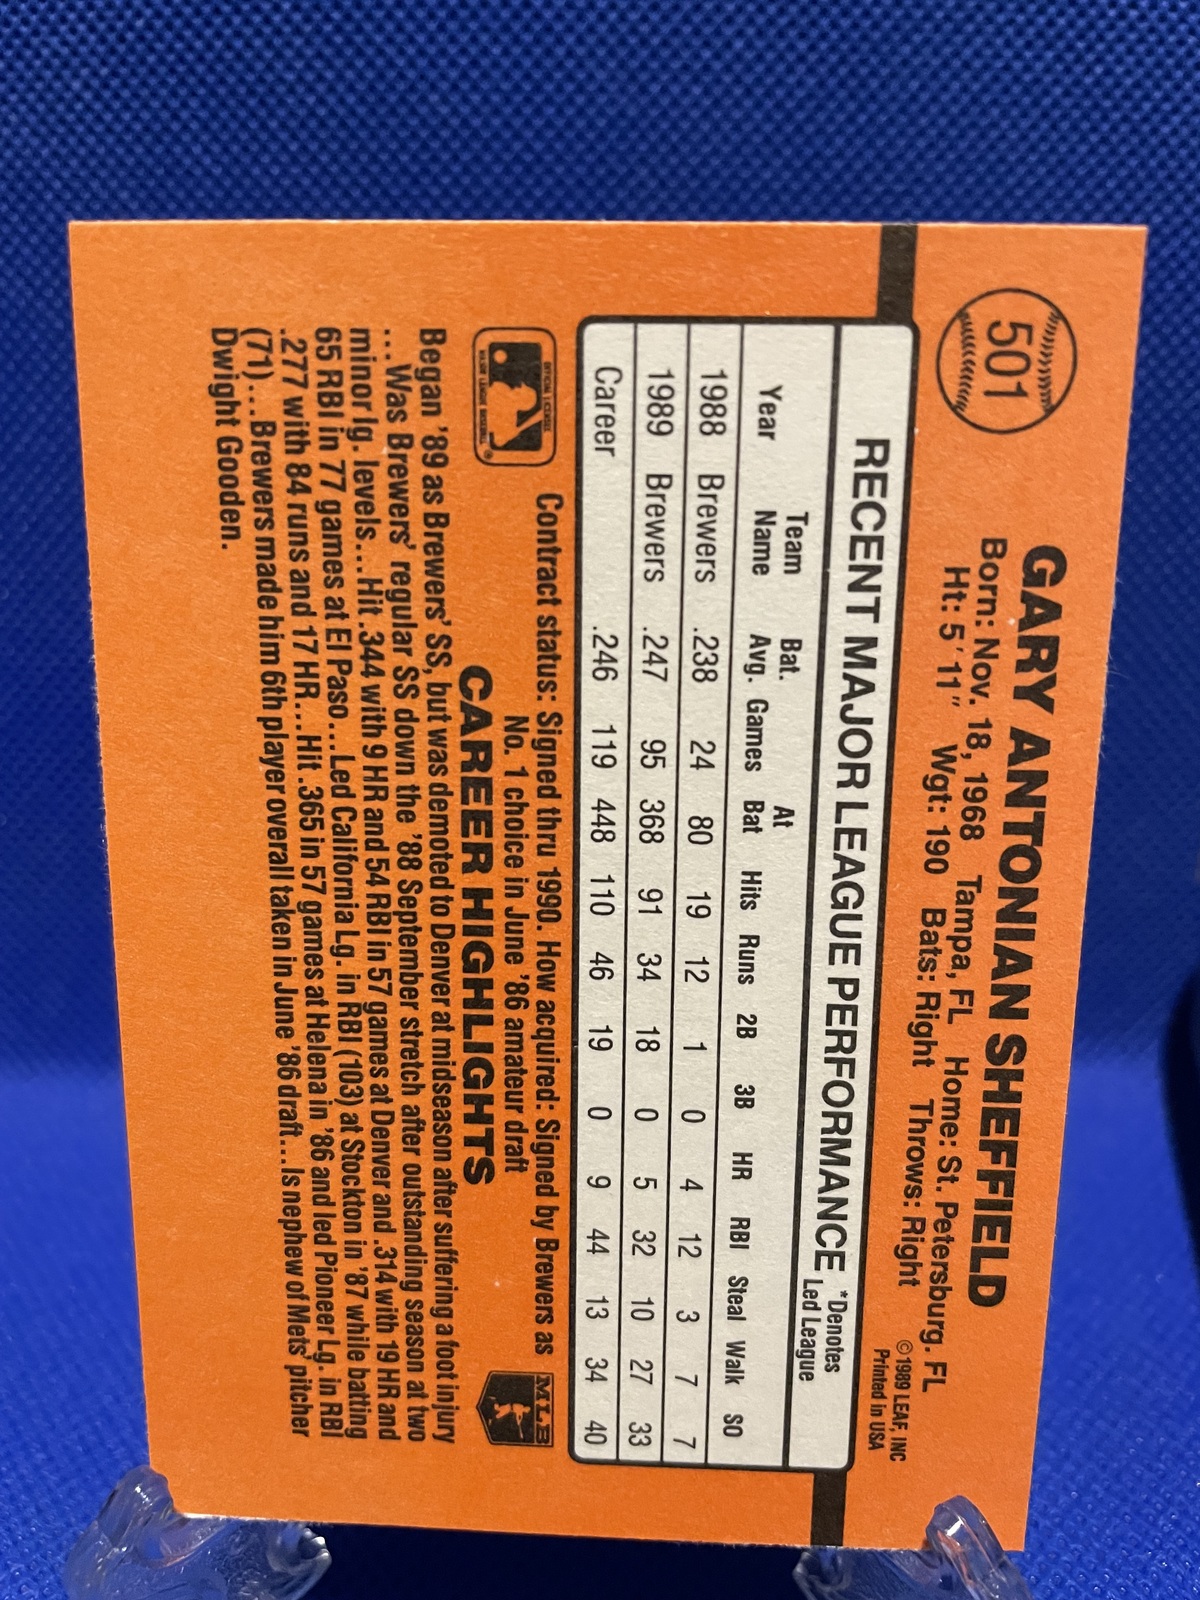 501
GARY ANTONIAN SHEFFIELD
Born: Nov. 18, 1968 Tampa, FL Home: St. Petersburg. FL
Ht: 5'11" Wgt: 190 Bats: Right Throws: Right
©1989 LEAF, INC
Printed in USA
RECENT MAJOR LEAGUE PERFORMANCE *Denotes Led League
Year Team Name Bat. Avg. Games At Bat Hits Runs 2B 3B HR RBI Steal Walk SO
1988 Brewers .238 24 80 19 12 1 0 4 12 3 7 7
1989 Brewers .247 95 368 91 34 18 0 5 32 10 27 33
Career .246 119 448 110 46 19 0 9 44 13 34 40
OFFICIAL LICENSEE
MAJOR LEAGUE BASEBALL
®
Contract status: Signed thru 1990. How acquired: Signed by Brewers as
No. 1 choice in June '86 amateur draft
MLB
CAREER HIGHLIGHTS
Began '89 as Brewers' SS, but was demoted to Denver at midseason after suffering a foot injury
...Was Brewers' regular SS down the '88 September stretch after outstanding season at two
minor lg. levels...Hit .344 with 9 HR and 54 RBI in 57 games at Denver and .314 with 19 HR and
65 RBI in 77 games at El Paso...Led California Lg. in RBI (103) at Stockton in '87 while batting
.277 with 84 runs and 17 HR...Hit .365 in 57 games at Helena in '86 and led Pioneer Lg. in RBI
(71)...Brewers made him 6th player overall taken in June '86 draft...Is nephew of Mets' pitcher
Dwight Gooden.